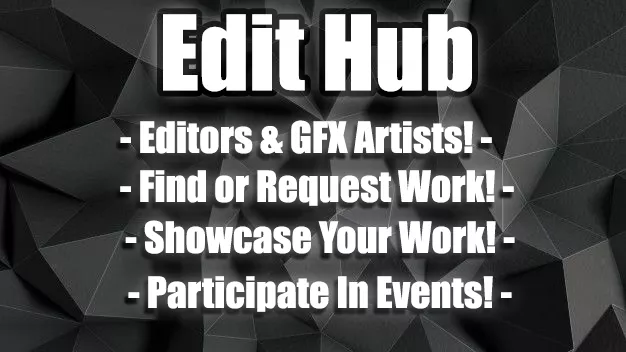 Edit Hub
- Editors & GFX Artists! -
- Find or Request Work! -
- Showcase Your Work! -
- Participate In Events! -